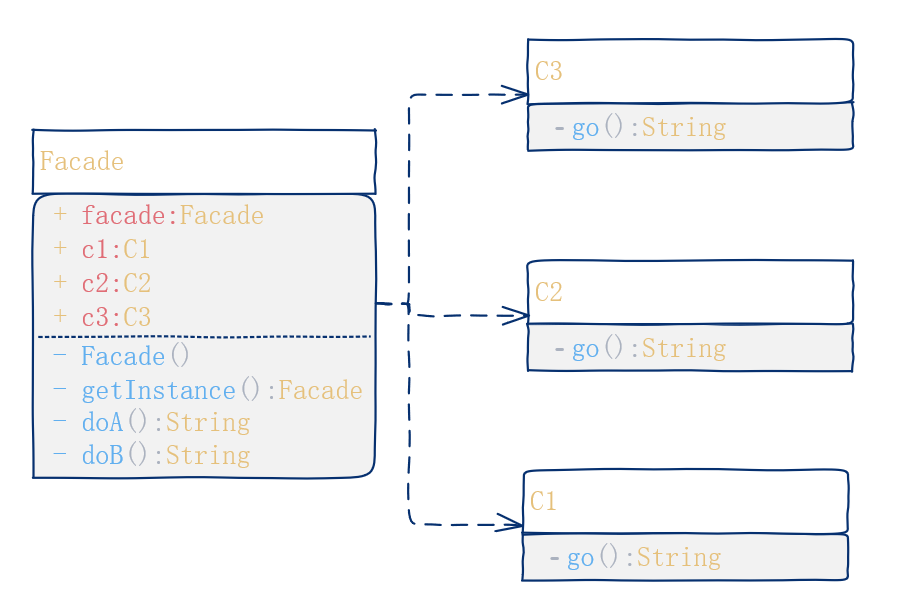 Facade
+ facade:Facade
+ c1:C1
+ c2:C2
+ c3:C3
- Facade()
- getInstance():Facade
- doA():String
- doB():String
C3
- go():String
C2
- go():String
C1
- go():String